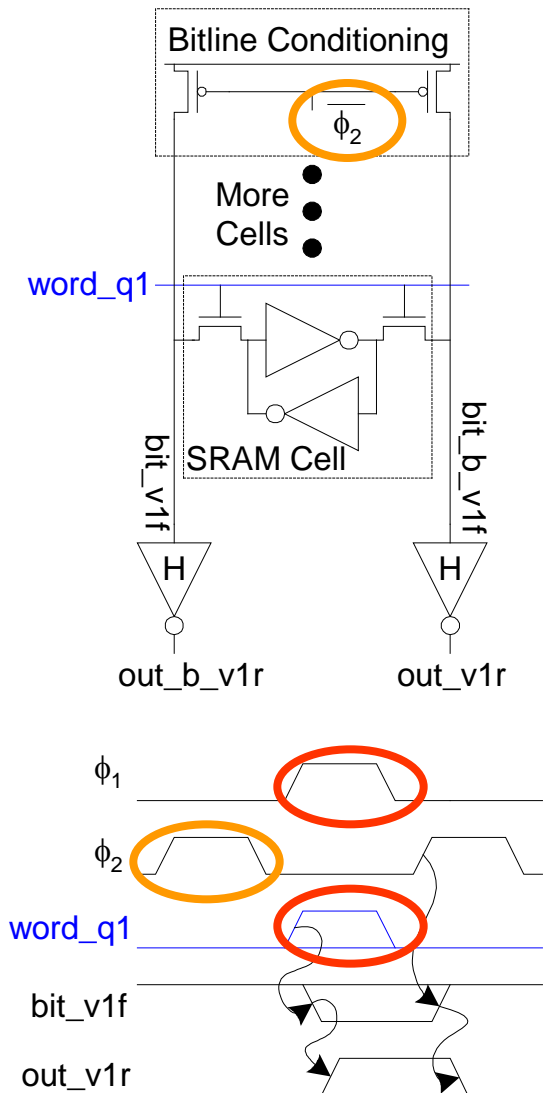 Bitline Conditioning
ϕ̅₂
More
Cells
word_q1
bit_v1f
bit_b_v1f
SRAM Cell
H
H
out_b_v1r
out_v1r
ϕ₁
ϕ₂
word_q1
bit_v1f
out_v1r